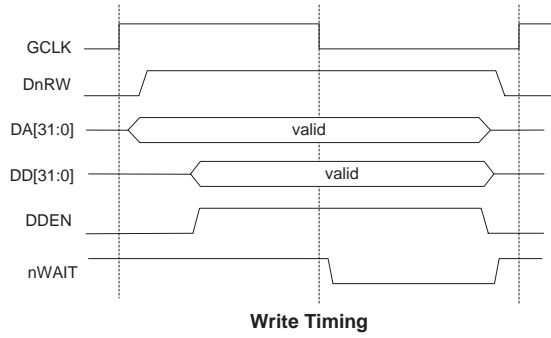 GCLK
DnRW
DA[31:0] valid
DD[31:0] valid
DDEN
nWAIT
Write Timing